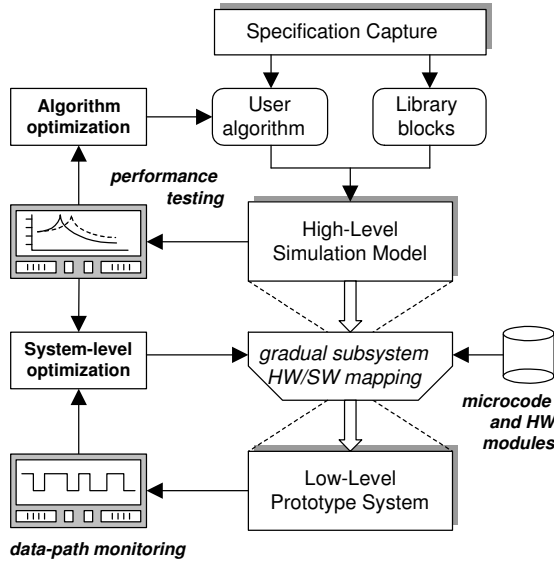 Specification Capture
Algorithm
optimization
User
algorithm
Library
blocks
performance
testing
High-Level
Simulation Model
System-level
optimization
gradual subsystem
HW/SW mapping
microcode
and HW
modules
Low-Level
Prototype System
data-path monitoring